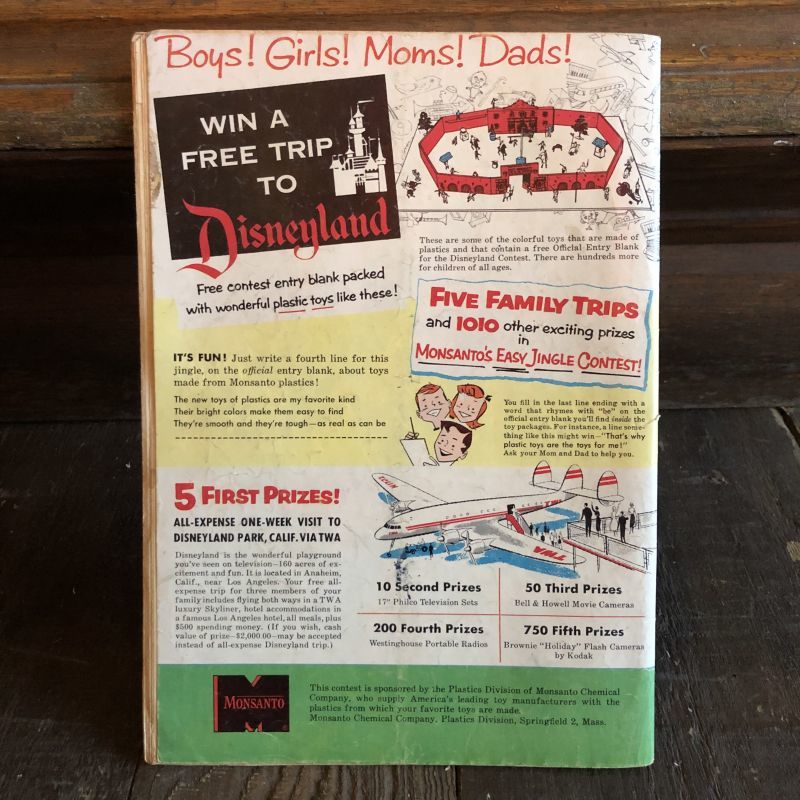 Boys! Girls! Moms! Dads!
WIN A
FREE TRIP
TO
Disneyland
Free contest entry blank packed
with wonderful plastic toys like these!
These are some of the colorful toys that are made of
plastics and that contain a free Official Entry Blank
for the Disneyland Contest. There are hundreds more
for children of all ages.
FIVE FAMILY TRIPS
and 1010 other exciting prizes
in
MONSANTO'S EASY JINGLE CONTEST!
IT'S FUN! Just write a fourth line for this
jingle, on the official entry blank, about toys
made from Monsanto plastics!
The new toys of plastics are my favorite kind
Their bright colors make them easy to find
They're smooth and they're tough—as real as can be
You fill in the last line ending with a
word that rhymes with "be" on the
official entry blank you'll find inside the
toy packages. For instance, a line some-
thing like this might win—"That's why
plastic toys are the toys for me!"
Ask your Mom and Dad to help you.
5 FIRST PRIZES!
ALL-EXPENSE ONE-WEEK VISIT TO
DISNEYLAND PARK, CALIF. VIA TWA
Disneyland is the wonderful playground
you've seen on television—160 acres of ex-
citement and fun. It is located in Anaheim,
Calif., near Los Angeles. Your free all-
expense trip for three members of your
family includes flying both ways in a TWA
luxury Skyliner, hotel accommodations in
a famous Los Angeles hotel, all meals, plus
$500 spending money. (If you wish, cash
value of prize—$2,000.00—may be accepted
instead of all-expense Disneyland trip.)
10 Second Prizes
17" Philco Television Sets
50 Third Prizes
Bell & Howell Movie Cameras
200 Fourth Prizes
Westinghouse Portable Radios
750 Fifth Prizes
Brownie "Holiday" Flash Cameras
by Kodak
MONSANTO
This contest is sponsored by the Plastics Division of Monsanto Chemical
Company, who supply America's leading toy manufacturers with the
plastics from which your favorite toys are made.
Monsanto Chemical Company, Plastics Division, Springfield 2, Mass.